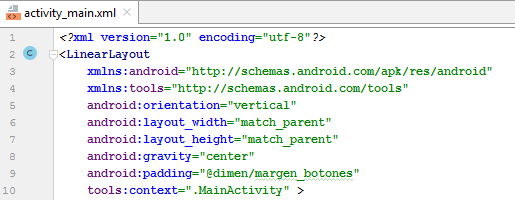 activity_main.xml
1 <?xml version="1.0" encoding="utf-8"?>
2 C <LinearLayout
3 xmlns:android="http://schemas.android.com/apk/res/android"
4 xmlns:tools="http://schemas.android.com/tools"
5 android:orientation="vertical"
6 android:layout_width="match_parent"
7 android:layout_height="match_parent"
8 android:gravity="center"
9 android:padding="@dimen/margen_botones"
10 tools:context=".MainActivity" >